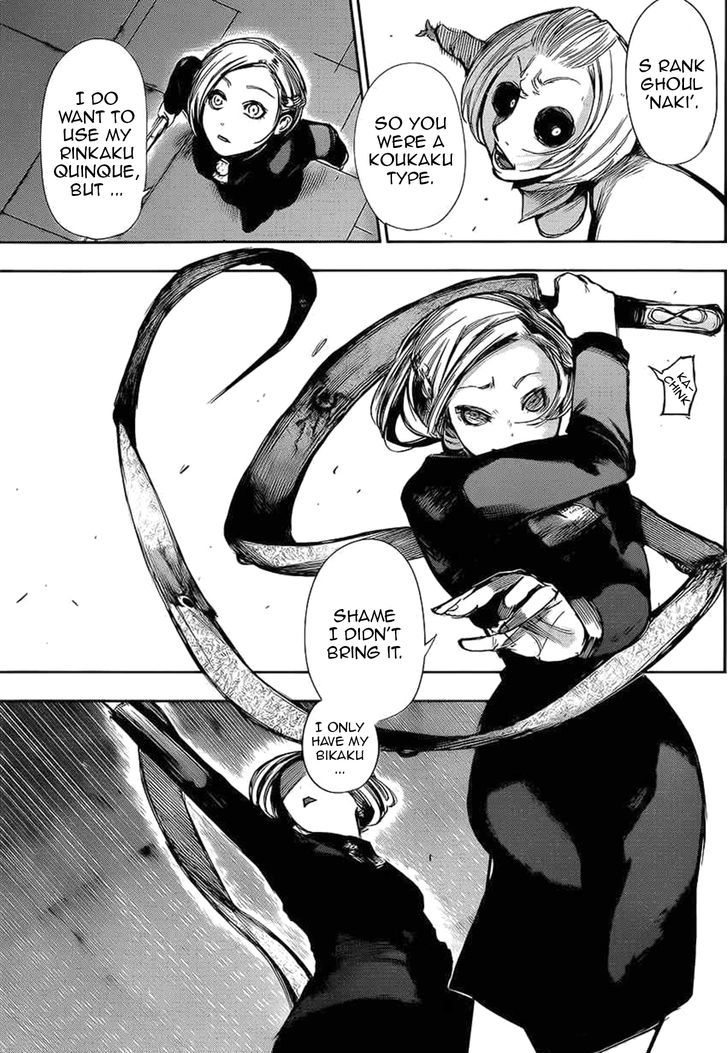 S RANK
GHOUL
'NAKI'.
SO YOU
WERE A
KOUKAKU
TYPE.
I DO
WANT TO
USE MY
RINKAKU
QUINQUE,
BUT ...
KA-
CHINK
SHAME
I DIDN'T
BRING IT.
I ONLY
HAVE MY
BIKAKU
...